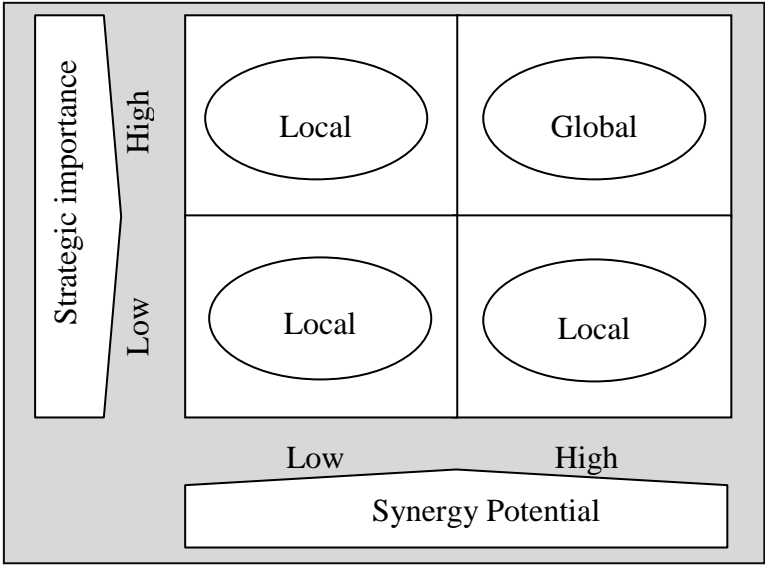 Strategic importance
High
Low
Local
Global
Local
Local
Low
High
Synergy Potential